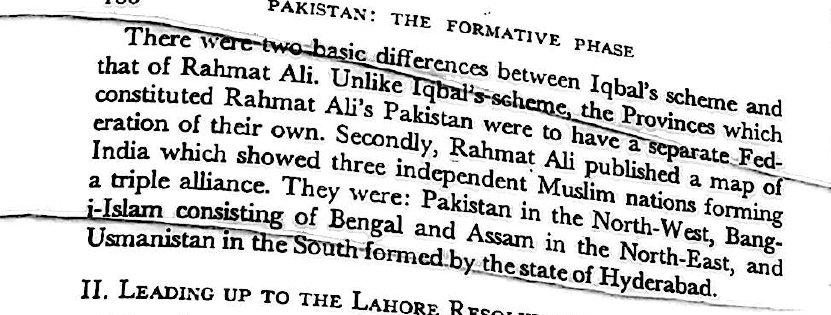 PAKISTAN: THE FORMATIVE PHASE
There were two basic differences between Iqbal's scheme and
that of Rahmat Ali. Unlike Iqbal's scheme, the Provinces which
constituted Rahmat Ali's Pakistan were to have a separate Fed-
eration of their own. Secondly, Rahmat Ali published a map of
India which showed three independent Muslim nations forming
a triple alliance. They were: Pakistan in the North-West, Bang-
i-Islam consisting of Bengal and Assam in the North-East, and
Usmanistan in the South formed by the state of Hyderabad.
II. LEADING UP TO THE LAHORE